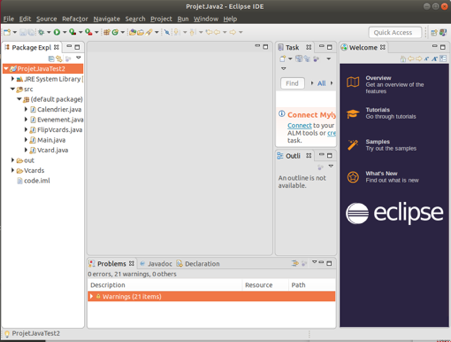 ProjetJava2 - Eclipse IDE
File Edit Source Refactor Navigate Search Project Run Window Help
Quick Access
Package Expl
Task
Welcome
ProjetJavaTest2
JRE System Library
src
(default package)
Calendrier.java
Evenement.java
FlipVcards.java
Main.java
Vcard.java
out
Vcards
code.iml
Find
All
Connect Myly
Connect to your
ALM tools or cre
task.
Outli
An outline is not
available.
Overview
Get an overview of the
features
Tutorials
Go through tutorials
Samples
Try out the samples
What's New
Find out what is new
eclipse
Problems
Javadoc
Declaration
0 errors, 21 warnings, 0 others
Description Resource Path
Warnings (21 items)
ProjetJavaTest2